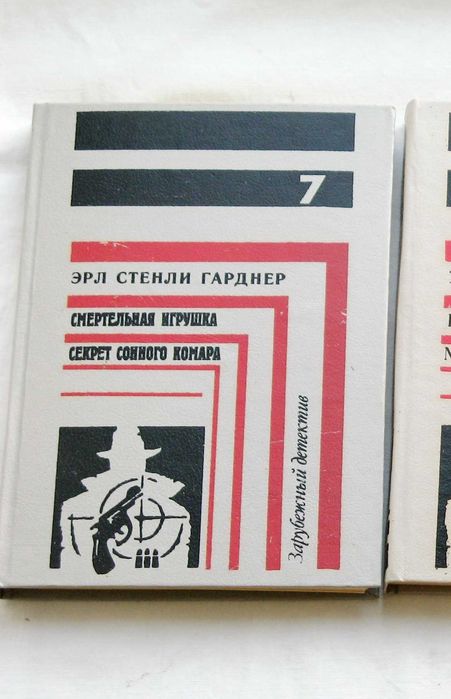 7
ЭРЛ СТЕНЛИ ГАРДНЕР
СМЕРТЕЛЬНАЯ ИГРУШКА
СЕКРЕТ СОННОГО КОМАРА
Зарубежный детектив